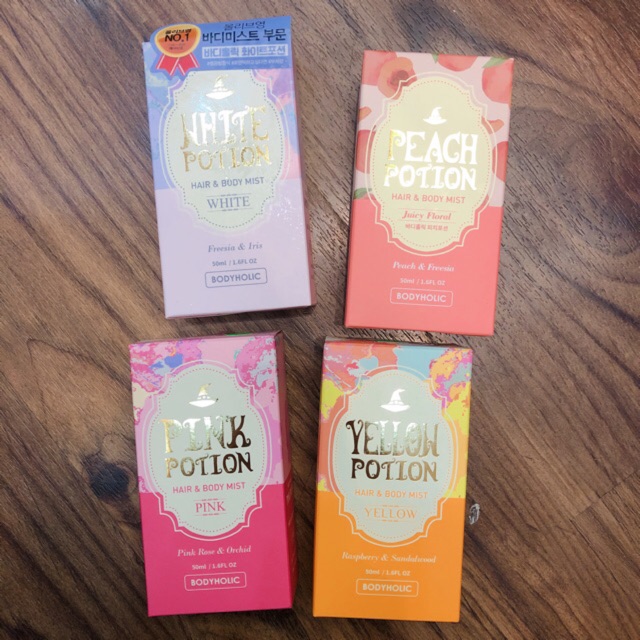 올리브영
NO.1
올리브영
바디미스트 부문
바디홀릭 화이트포션
WHITE
POTION
HAIR & BODY MIST
WHITE
Freesia & Iris
50ml / 1.6FL OZ
BODYHOLIC
PEACH
POTION
HAIR & BODY MIST
Juicy Floral
바디홀릭 피치포션
Peach & Freesia
50ml / 1.6FL OZ
BODYHOLIC
PINK
POTION
HAIR & BODY MIST
PINK
Pink Rose & Orchid
50ml / 1.6FL OZ
BODYHOLIC
YELLOW
POTION
HAIR & BODY MIST
YELLOW
Raspberry & Sandalwood
50ml / 1.6FL OZ
BODYHOLIC